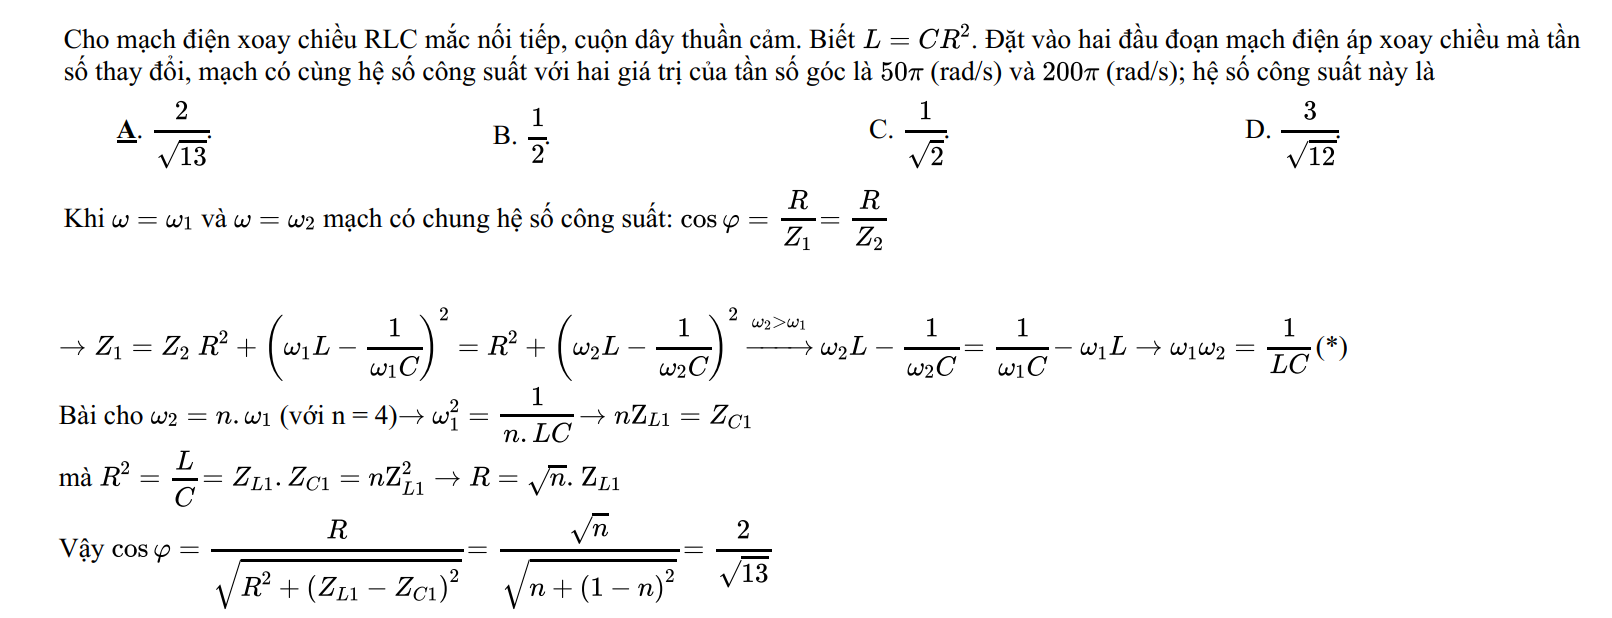 Cho mạch điện xoay chiều RLC mắc nối tiếp, cuộn dây thuần cảm. Biết $L = CR^2$. Đặt vào hai đầu đoạn mạch điện áp xoay chiều mà tần
số thay đổi, mạch có cùng hệ số công suất với hai giá trị của tần số góc là $50\pi$ (rad/s) và $200\pi$ (rad/s); hệ số công suất này là
A. $\frac{2}{\sqrt{13}}$. B. $\frac{1}{2}$. C. $\frac{1}{\sqrt{2}}$. D. $\frac{3}{\sqrt{12}}$.
Khi $\omega = \omega_1$ và $\omega = \omega_2$ mạch có chung hệ số công suất: $\cos\varphi = \frac{R}{Z_1} = \frac{R}{Z_2}$
$\rightarrow Z_1 = Z_2 \; R^2 + \left(\omega_1 L - \frac{1}{\omega_1 C}\right)^2 = R^2 + \left(\omega_2 L - \frac{1}{\omega_2 C}\right)^2 \xrightarrow{\omega_2 > \omega_1} \omega_2 L - \frac{1}{\omega_2 C} = \frac{1}{\omega_1 C} - \omega_1 L \rightarrow \omega_1\omega_2 = \frac{1}{LC}$(*)
Bài cho $\omega_2 = n.\omega_1$ (với n = 4)$\rightarrow \omega_1^2 = \frac{1}{n.LC} \rightarrow nZ_{L1} = Z_{C1}$
mà $R^2 = \frac{L}{C} = Z_{L1}.Z_{C1} = nZ_{L1}^2 \rightarrow R = \sqrt{n}.Z_{L1}$
Vậy $\cos\varphi = \frac{R}{\sqrt{R^2 + (Z_{L1} - Z_{C1})^2}} = \frac{\sqrt{n}}{\sqrt{n + (1 - n)^2}} = \frac{2}{\sqrt{13}}$